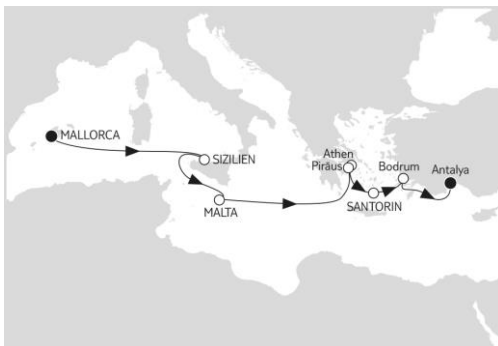 MALLORCA
SIZILIEN
MALTA
Athen
Piräus
SANTORIN
Bodrum
Antalya